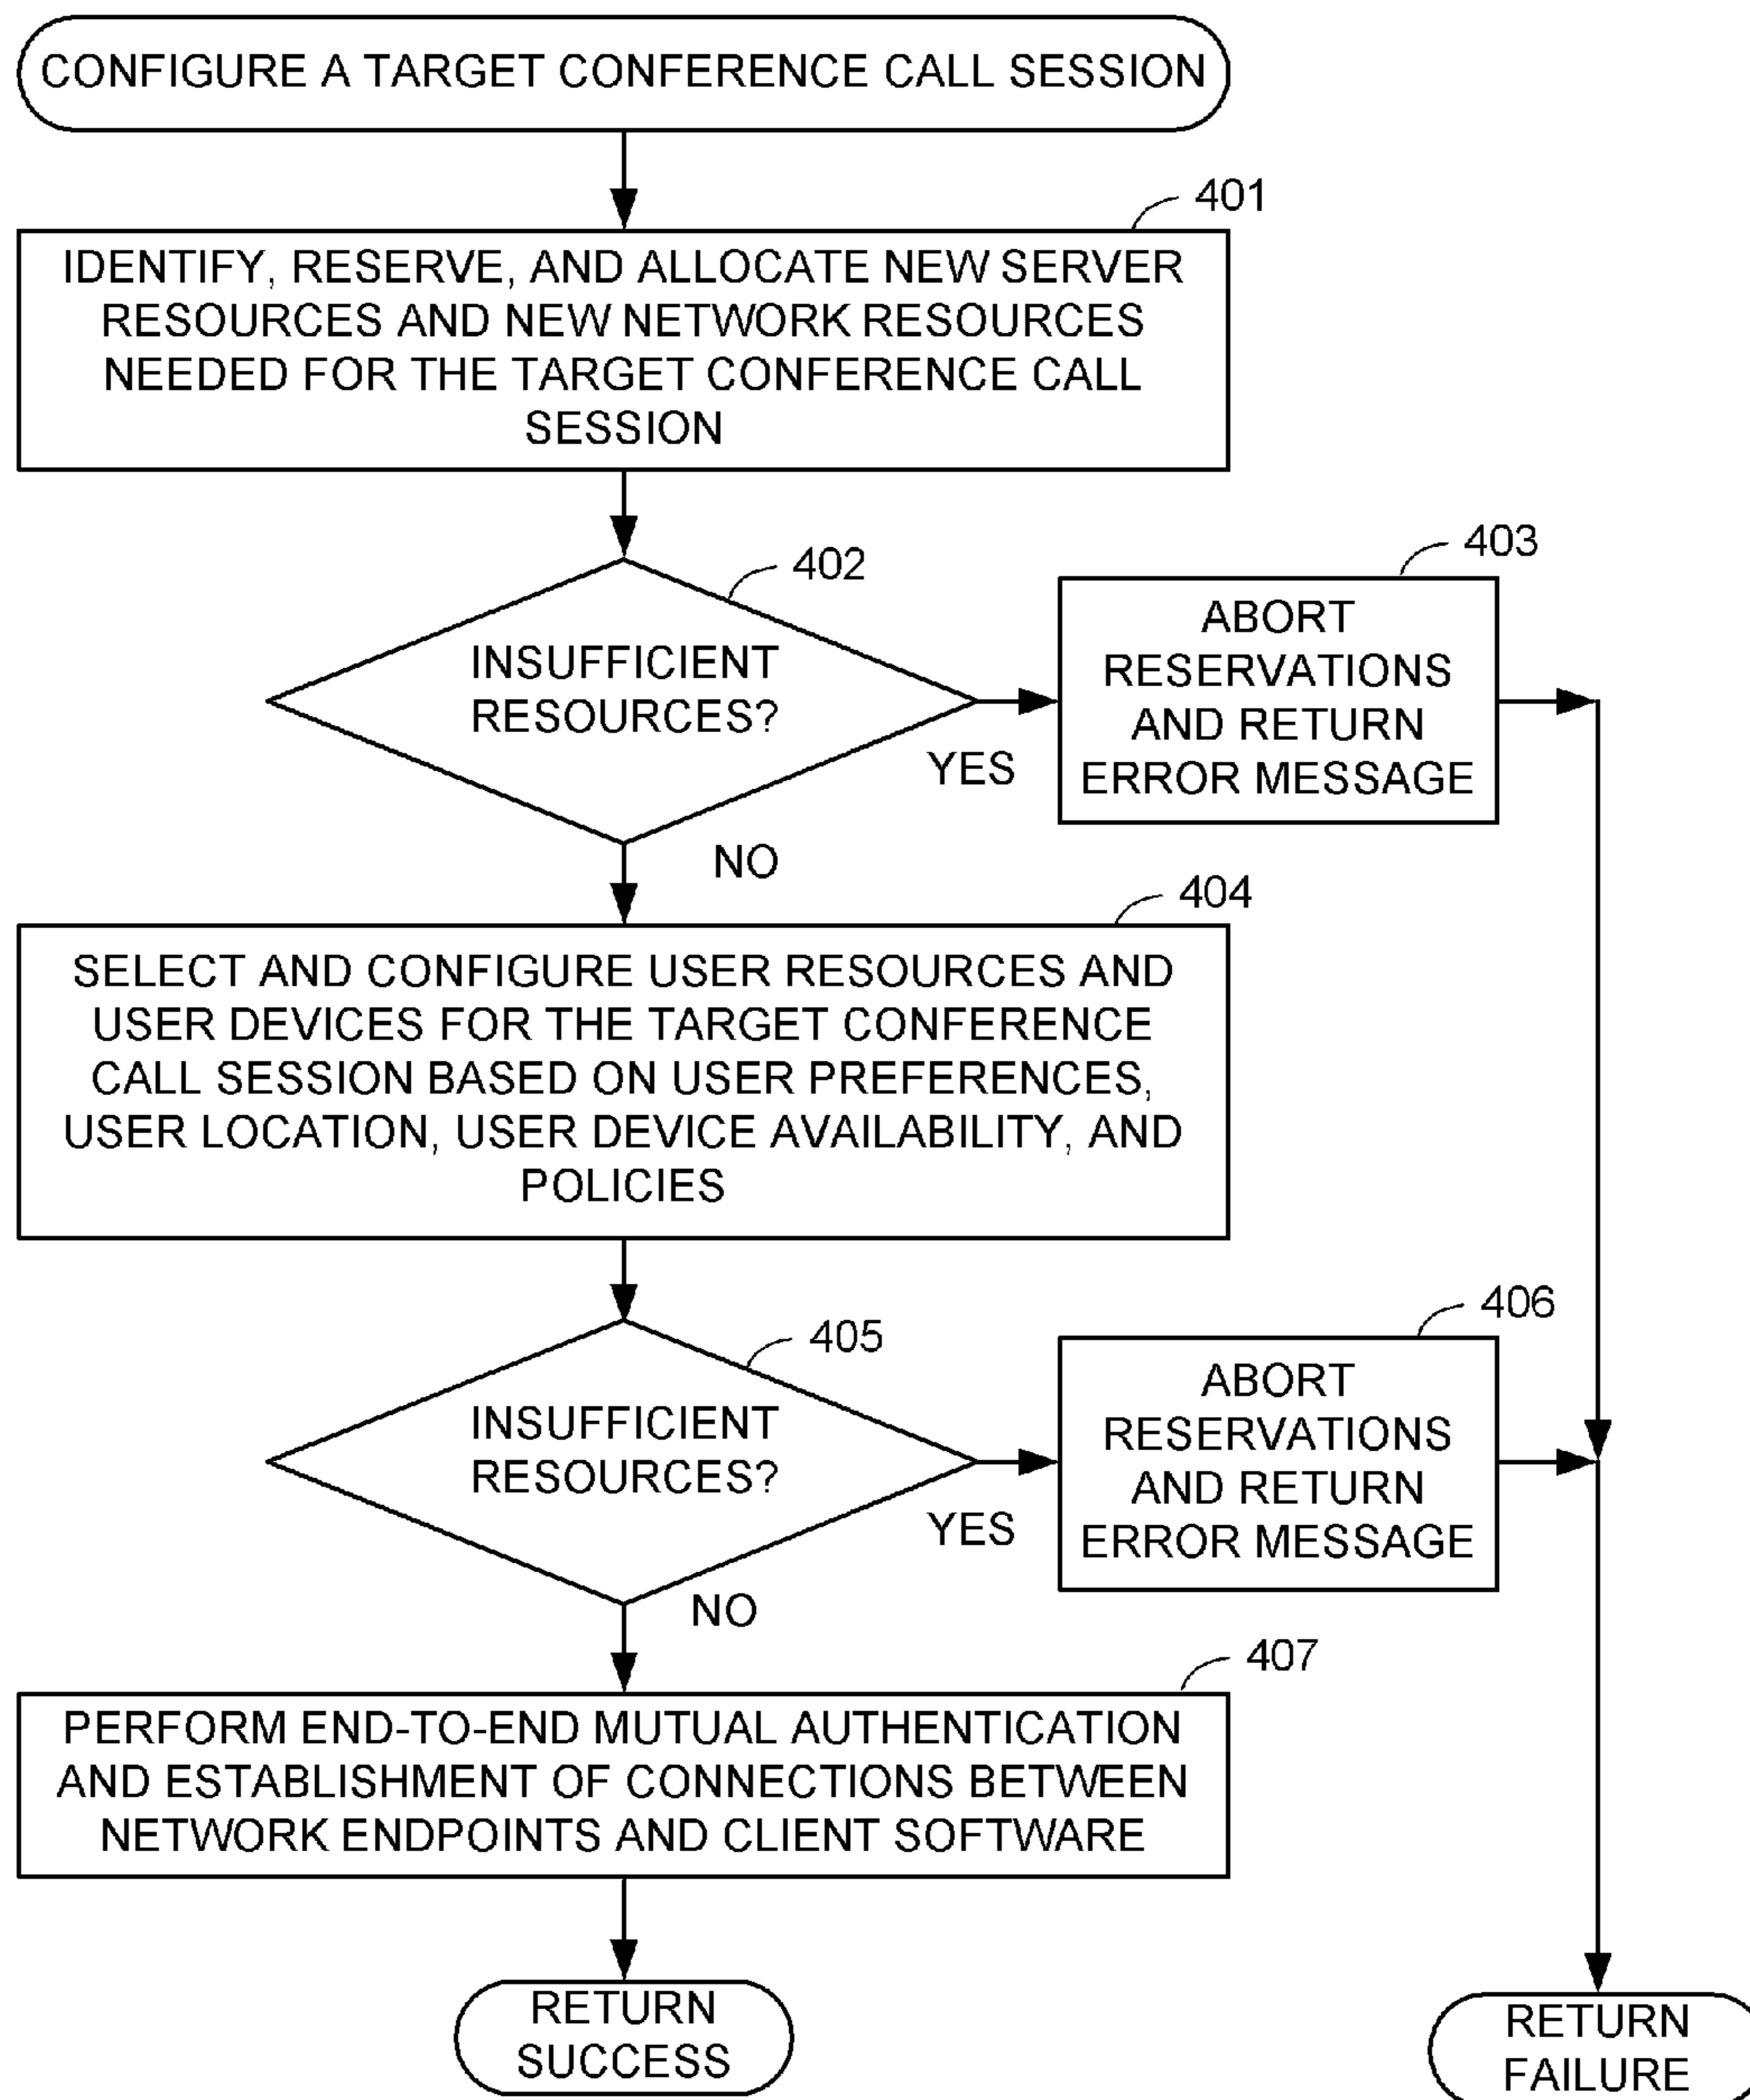 CONFIGURE A TARGET CONFERENCE CALL SESSION
401
IDENTIFY, RESERVE, AND ALLOCATE NEW SERVER
RESOURCES AND NEW NETWORK RESOURCES
NEEDED FOR THE TARGET CONFERENCE CALL
SESSION
402
INSUFFICIENT
RESOURCES?
YES
NO
403
ABORT
RESERVATIONS
AND RETURN
ERROR MESSAGE
404
SELECT AND CONFIGURE USER RESOURCES AND
USER DEVICES FOR THE TARGET CONFERENCE
CALL SESSION BASED ON USER PREFERENCES,
USER LOCATION, USER DEVICE AVAILABILITY, AND
POLICIES
405
INSUFFICIENT
RESOURCES?
YES
NO
406
ABORT
RESERVATIONS
AND RETURN
ERROR MESSAGE
407
PERFORM END-TO-END MUTUAL AUTHENTICATION
AND ESTABLISHMENT OF CONNECTIONS BETWEEN
NETWORK ENDPOINTS AND CLIENT SOFTWARE
RETURN
SUCCESS
RETURN
FAILURE